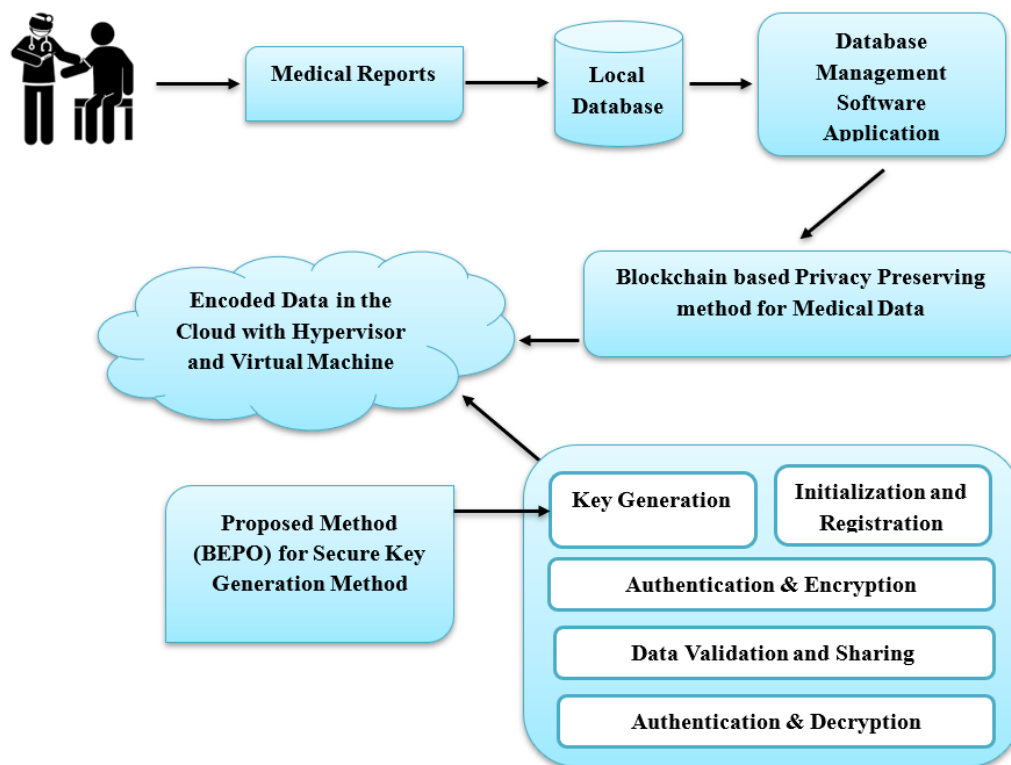 Medical Reports
Local
Database
Database
Management
Software
Application
Blockchain based Privacy Preserving
method for Medical Data
Encoded Data in the
Cloud with Hypervisor
and Virtual Machine
Proposed Method
(BEPO) for Secure Key
Generation Method
Key Generation
Initialization and
Registration
Authentication & Encryption
Data Validation and Sharing
Authentication & Decryption